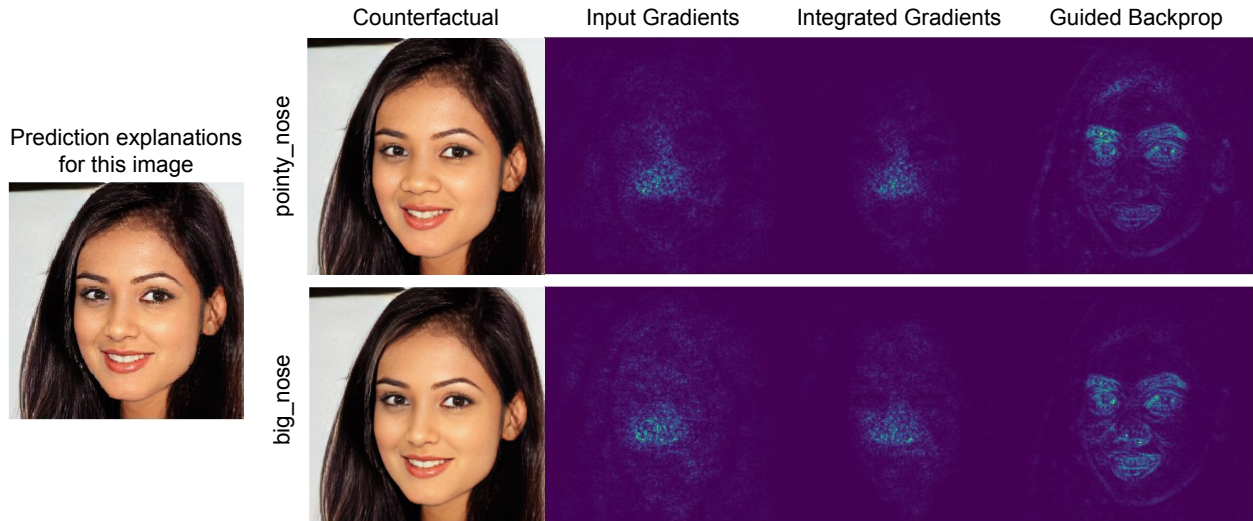 Counterfactual
Input Gradients
Integrated Gradients
Guided Backprop
Prediction explanations
for this image
pointy_nose
big_nose